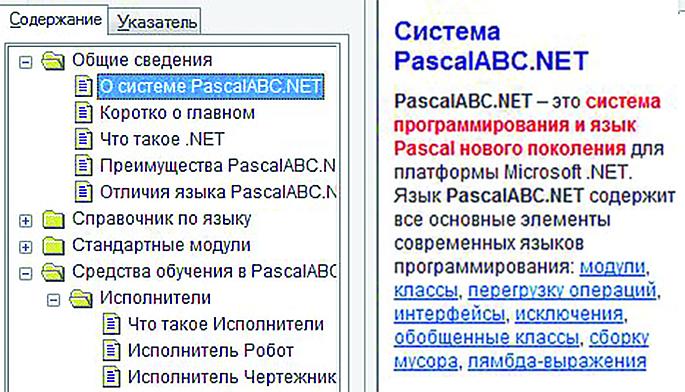 Содержание
Указатель
Общие сведения
О системе PascalABC.NET
Коротко о главном
Что такое .NET
Преимущества PascalABC.N
Отличия языка PascalABC.N
Справочник по языку
Стандартные модули
Средства обучения в PascalABC
Исполнители
Что такое Исполнители
Исполнитель Робот
Исполнитель Чертежник
Система
PascalABC.NET
PascalABC.NET – это система
программирования и язык
Pascal нового поколения для
платформы Microsoft .NET.
Язык PascalABC.NET содержит
все основные элементы
современных языков
программирования: модули,
классы, перегрузку операций,
интерфейсы, исключения,
обобщенные классы, сборку
мусора, лямбда-выражения